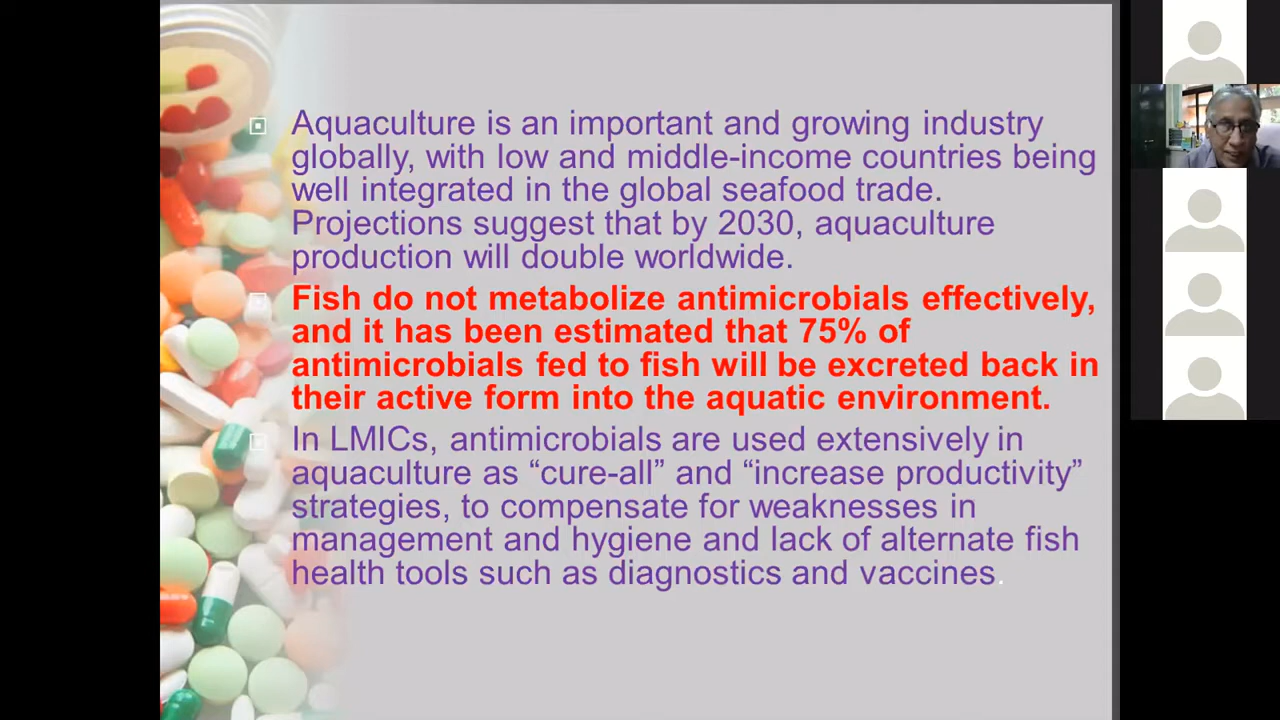 Aquaculture is an important and growing industry
globally, with low and middle-income countries being
well integrated in the global seafood trade.
Projections suggest that by 2030, aquaculture
production will double worldwide.
Fish do not metabolize antimicrobials effectively,
and it has been estimated that 75% of
antimicrobials fed to fish will be excreted back in
their active form into the aquatic environment.
In LMICs, antimicrobials are used extensively in
aquaculture as “cure-all” and “increase productivity”
strategies, to compensate for weaknesses in
management and hygiene and lack of alternate fish
health tools such as diagnostics and vaccines.